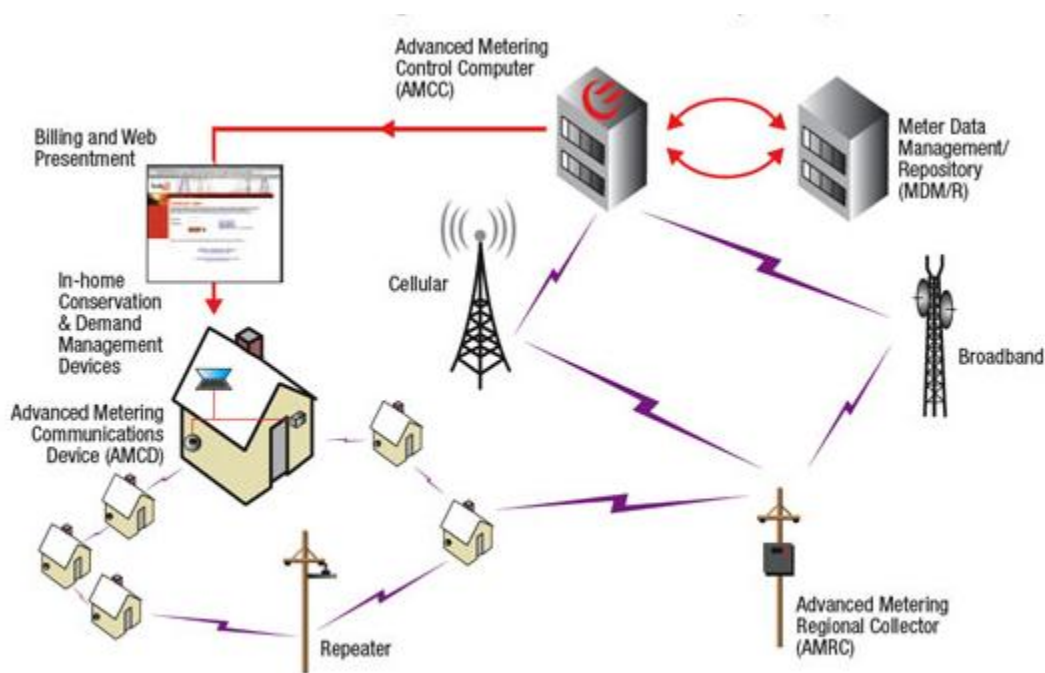 Advanced Metering
Control Computer
(AMCC)
Billing and Web
Presentment
Meter Data
Management/
Repository
(MDM/R)
Cellular
In-home
Conservation
& Demand
Management
Devices
Broadband
Advanced Metering
Communications
Device (AMCD)
Repeater
Advanced Metering
Regional Collector
(AMRC)